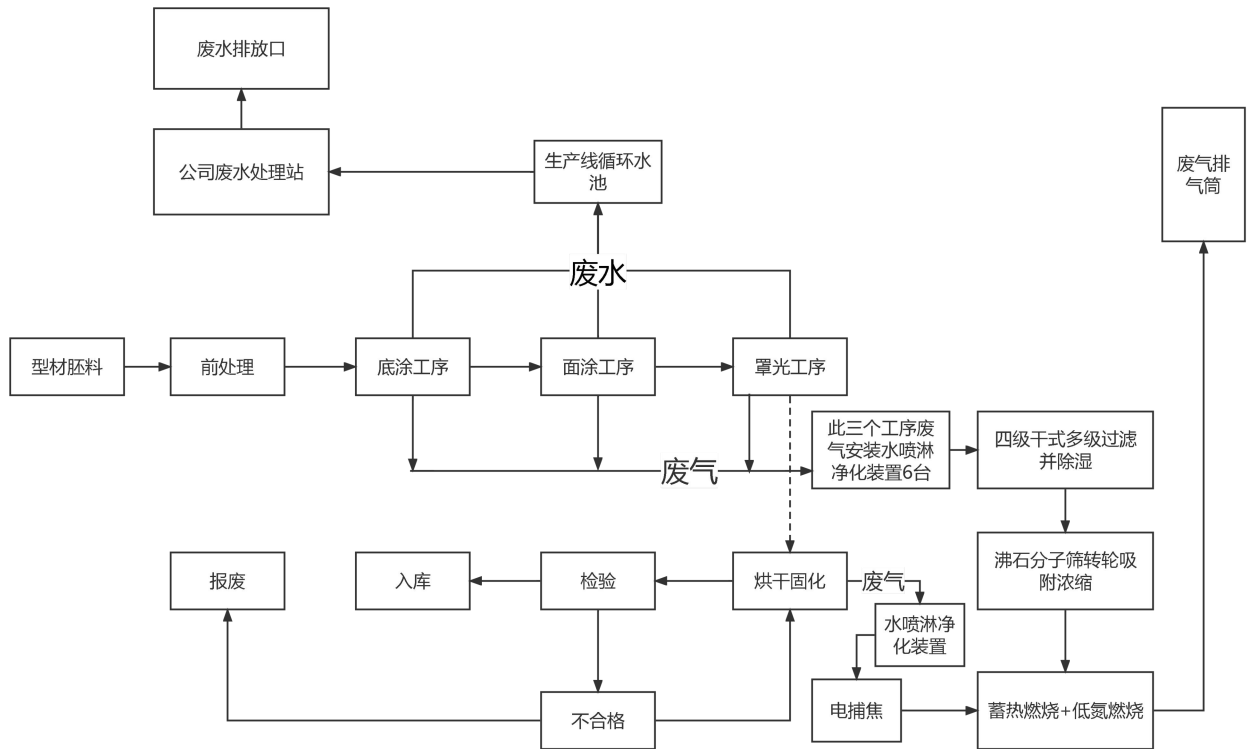 废水排放口
公司废水处理站
生产线循环水
池
废气排
气筒
废水
型材胚料
前处理
底涂工序
面涂工序
罩光工序
此三个工序废
气安装水喷淋
净化装置6台
四级干式多级过滤
并除湿
废气
报废
入库
检验
烘干固化
废气
沸石分子筛转轮吸
附浓缩
水喷淋净
化装置
不合格
电捕焦
蓄热燃烧+低氮燃烧